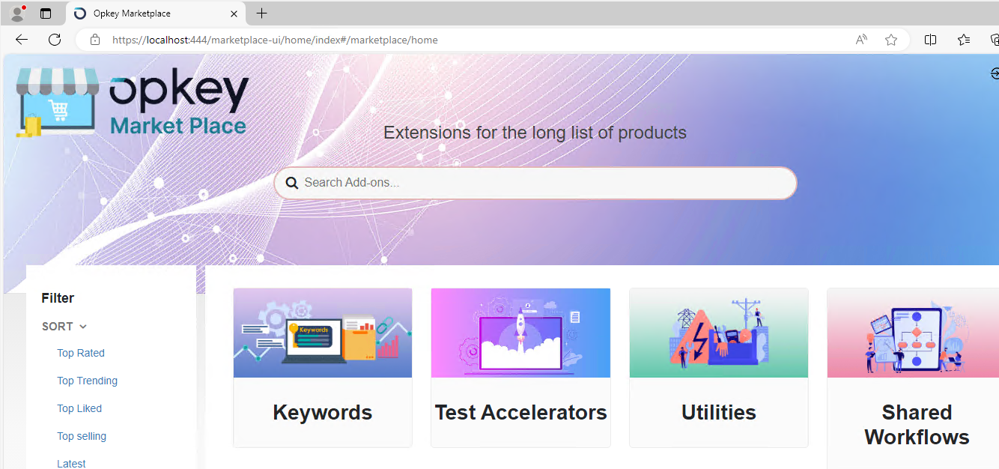 Opkey Marketplace
https://localhost:444/marketplace-ui/home/index#/marketplace/home
opkey
Market Place
Extensions for the long list of products
Search Add-ons...
Filter
SORT
Top Rated
Top Trending
Top Liked
Top selling
Latest
Keywords
Keywords
Test Accelerators
Utilities
Shared
Workflows